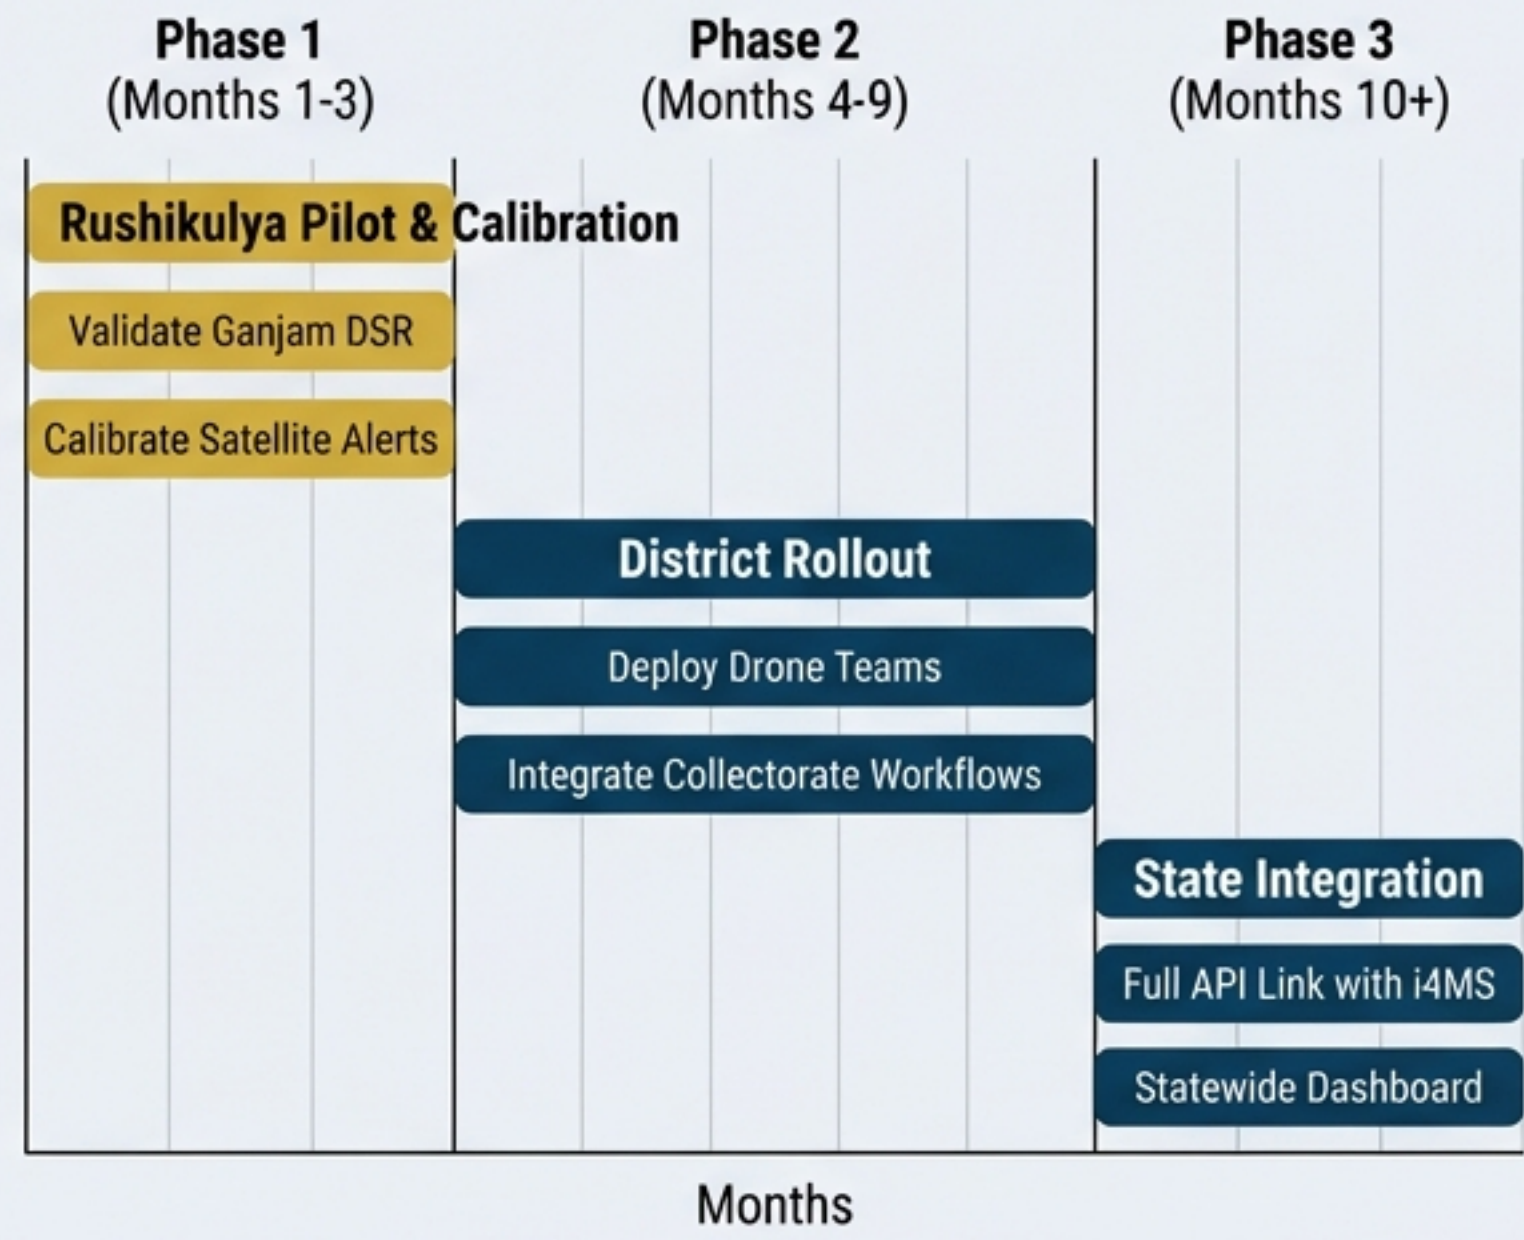 Phase 1
(Months 1-3)
Phase 2
(Months 4-9)
Phase 3
(Months 10+)
Rushikulya Pilot & Calibration
Validate Ganjam DSR
Calibrate Satellite Alerts
District Rollout
Deploy Drone Teams
Integrate Collectorate Workflows
State Integration
Full API Link with i4MS
Statewide Dashboard
Months